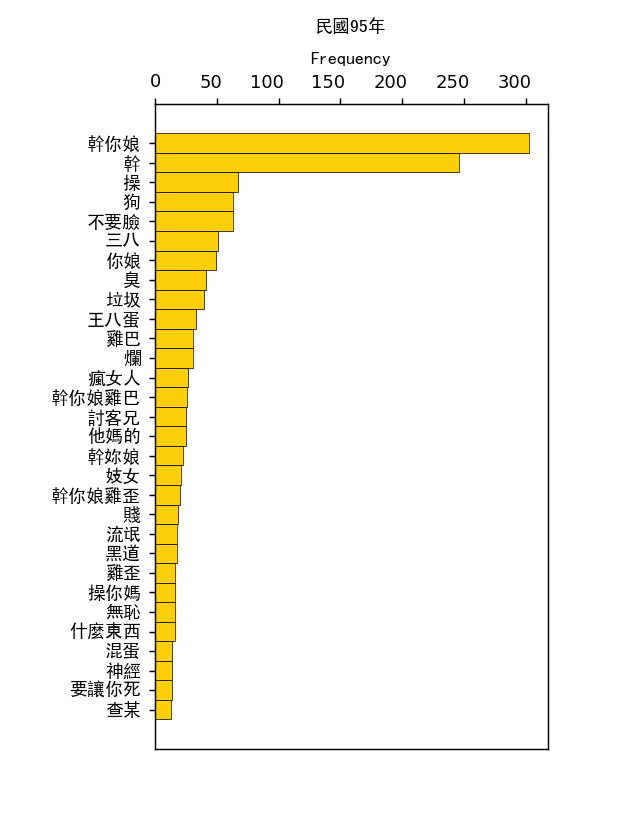 民國95年
Frequency
0 50 100 150 200 250 300
幹你娘
幹
操
狗
不要臉
三八
你娘
臭
垃圾
王八蛋
雞巴
爛
瘋女人
幹你娘雞巴
討客兄
他媽的
幹妳娘
妓女
幹你娘雞歪
賤
流氓
黑道
雞歪
操你媽
無恥
什麼東西
混蛋
神經
要讓你死
查某